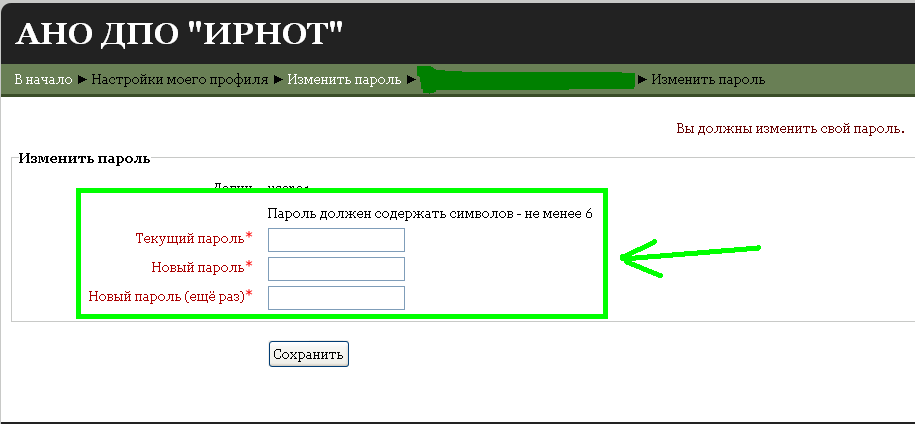 АНО ДПО "ИРНОТ"
В начало ► Настройки моего профиля ► Изменить пароль ► ► Изменить пароль
Вы должны изменить свой пароль.
Изменить пароль
Логин
Пароль должен содержать символов - не менее 6
Текущий пароль*
Новый пароль*
Новый пароль (ещё раз)*
Сохранить